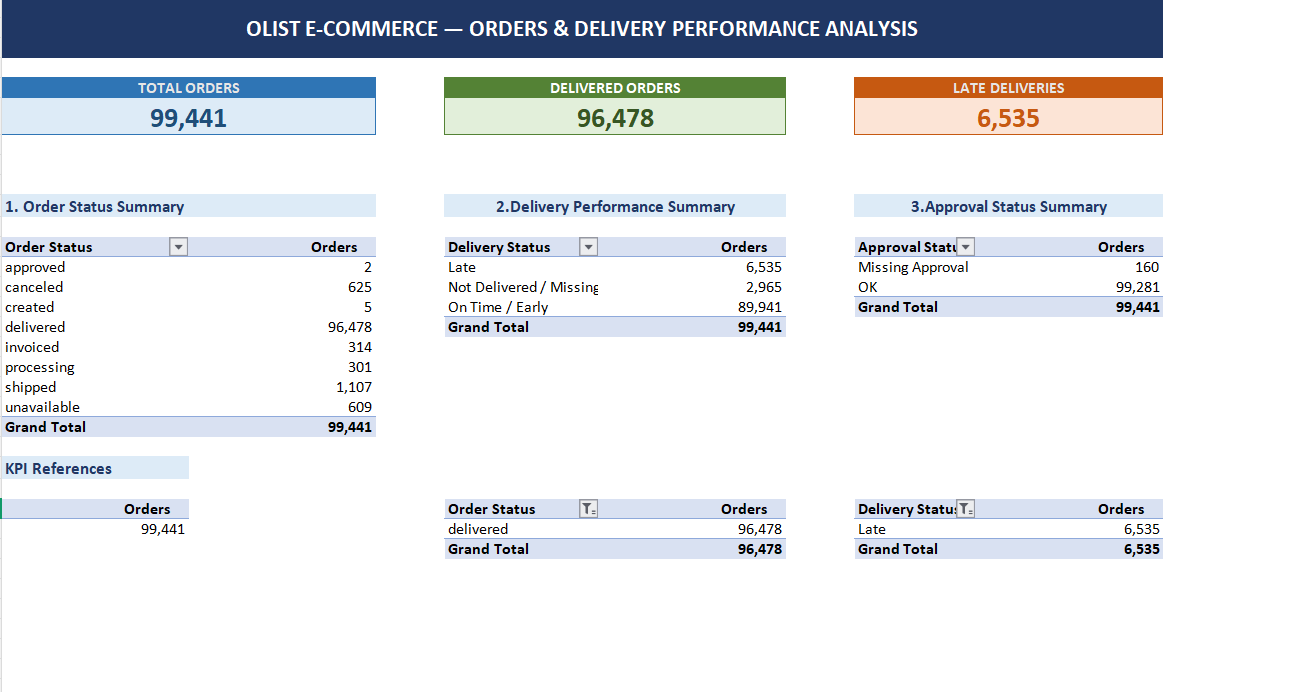 OLIST E-COMMERCE — ORDERS & DELIVERY PERFORMANCE ANALYSIS
TOTAL ORDERS
99,441
DELIVERED ORDERS
96,478
LATE DELIVERIES
6,535
1. Order Status Summary
Order Status Orders
approved 2
canceled 625
created 5
delivered 96,478
invoiced 314
processing 301
shipped 1,107
unavailable 609
Grand Total 99,441
2.Delivery Performance Summary
Delivery Status Orders
Late 6,535
Not Delivered / Missing 2,965
On Time / Early 89,941
Grand Total 99,441
3.Approval Status Summary
Approval Statu Orders
Missing Approval 160
OK 99,281
Grand Total 99,441
KPI References
Orders
99,441
Order Status Orders
delivered 96,478
Grand Total 96,478
Delivery Status Orders
Late 6,535
Grand Total 6,535